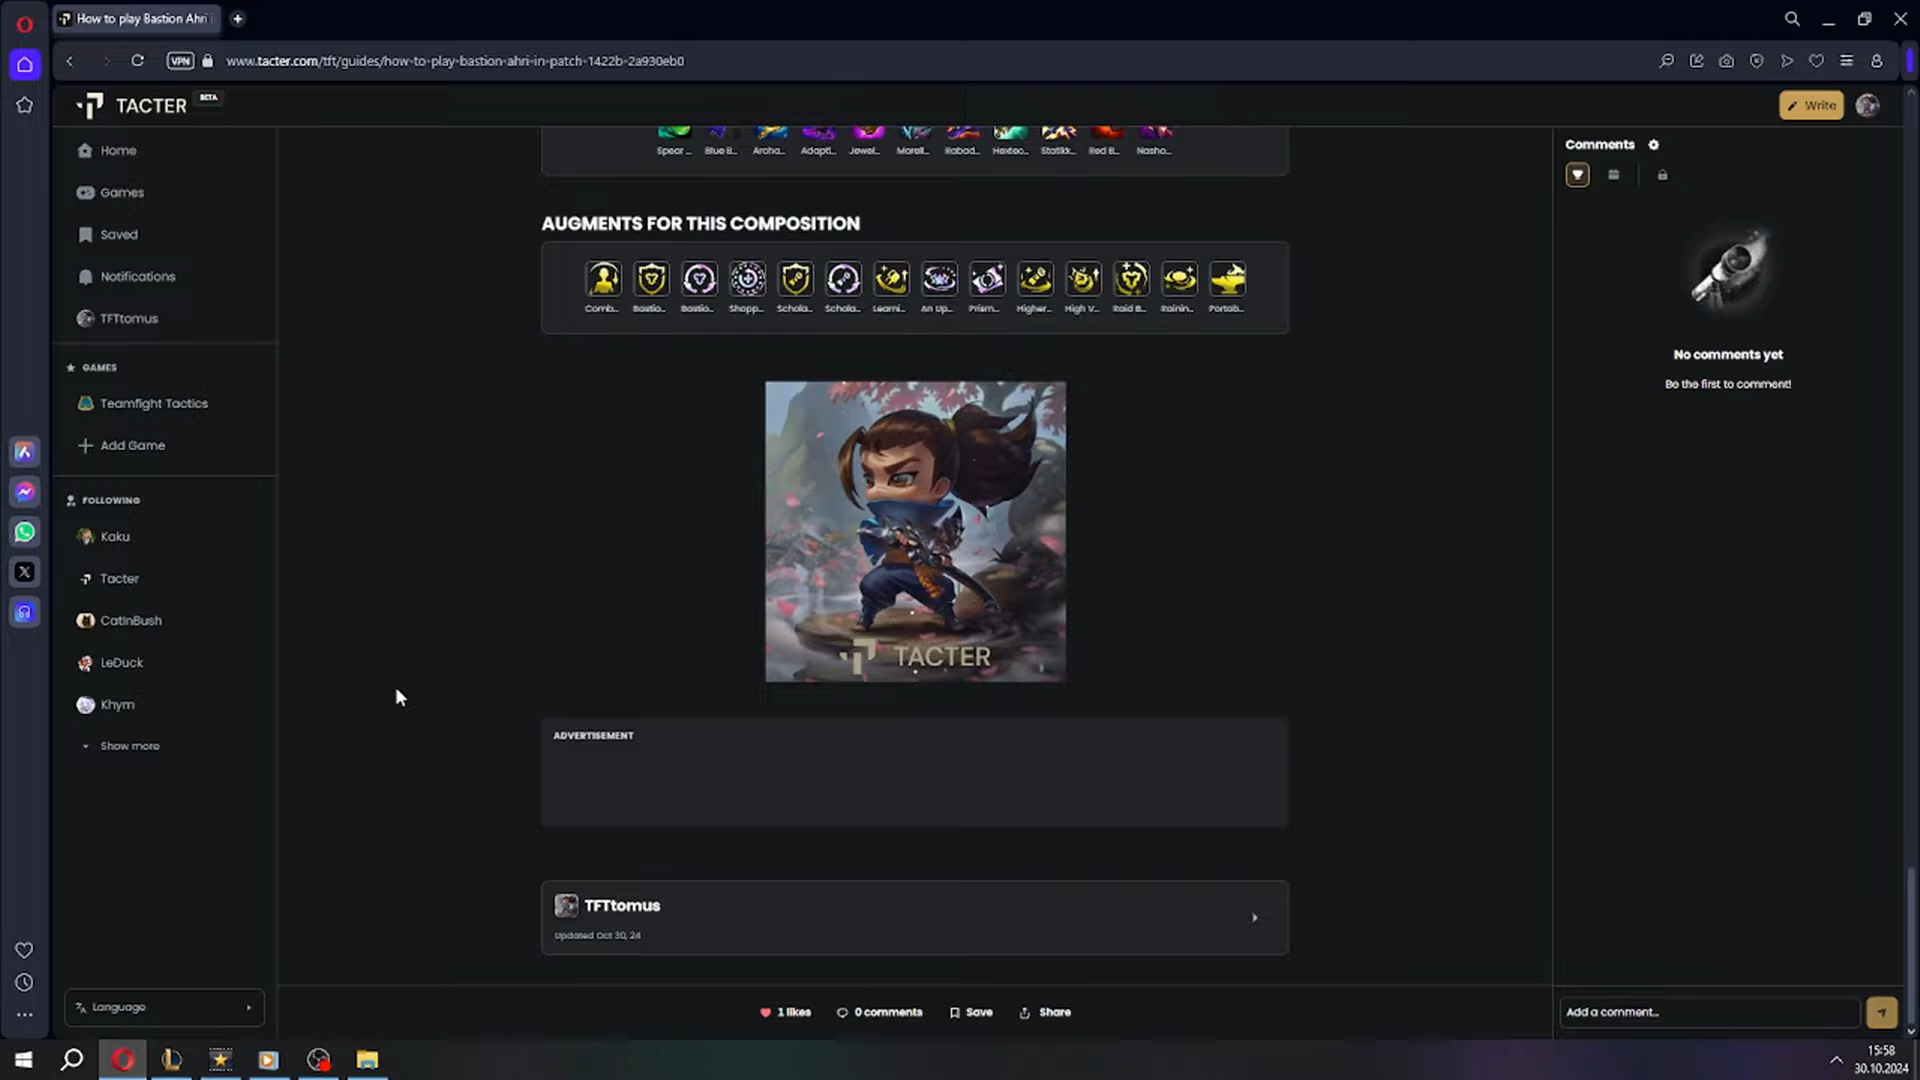 How to play Bastion Ahri i
VPN
www.tacter.com/tft/guides/how-to-play-bastion-ahri-in-patch-1422b-2a930eb0
TACTER BETA
Write
Home
Games
Saved
Notifications
TFTtomus
GAMES
Teamfight Tactics
Add Game
FOLLOWING
Kaku
Tacter
CatInBush
LeDuck
Khym
Show more
Language
Spear ... Blue B... Archa... Adapti... Jewel... Morell... Rabad... Hextec... Statikk... Red B... Nasho...
AUGMENTS FOR THIS COMPOSITION
Comb... Bastio... Bastio... Shopp... Schola... Schola... Learni... An Up... Prism... Higher... High V... Raid B... Rainin... Portab...
TACTER
ADVERTISEMENT
TFTtomus
Updated Oct 30, 24
1 likes
0 comments
Save
Share
Comments
No comments yet
Be the first to comment!
Add a comment...
15:58
30.10.2024